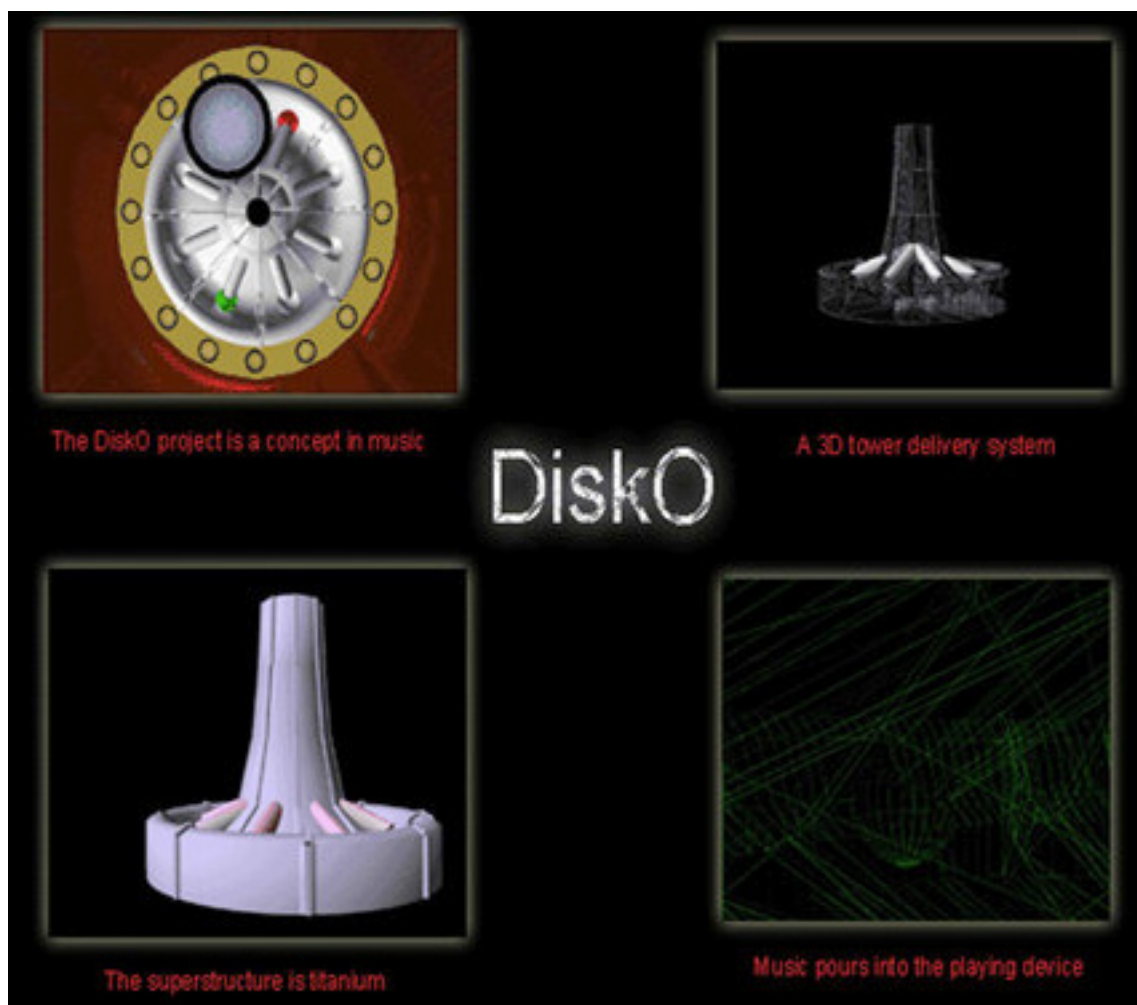 The DiskO project is a concept in music
A 3D tower delivery system
DiskO
The superstructure is titanium
Music pours into the playing device